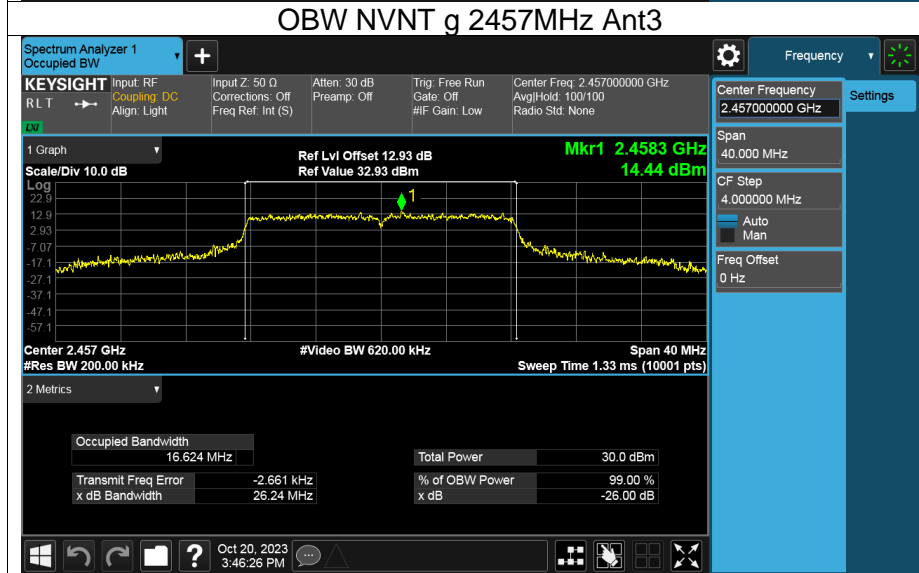 OBW NVNT g 2457MHz Ant3
Spectrum Analyzer 1
Occupied BW
+
Frequency
KEYSIGHT
RLT
LXI
Input: RF
Coupling: DC
Align: Light
Input Z: 50 Ω
Corrections: Off
Freq Ref: Int (S)
Atten: 30 dB
Preamp: Off
Trig: Free Run
Gate: Off
#IF Gain: Low
Center Freq: 2.457000000 GHz
Avg|Hold: 100/100
Radio Std: None
Center Frequency
2.457000000 GHz
Settings
Span
40.000 MHz
CF Step
4.000000 MHz
Auto
Man
Freq Offset
0 Hz
1 Graph
Scale/Div 10.0 dB
Ref Lvl Offset 12.93 dB
Ref Value 32.93 dBm
Mkr1 2.4583 GHz
14.44 dBm
Log
22.9
12.9
2.93
-7.07
-17.1
-27.1
-37.1
-47.1
-57.1
1
Center 2.457 GHz
#Res BW 200.00 kHz
#Video BW 620.00 kHz
Span 40 MHz
Sweep Time 1.33 ms (10001 pts)
2 Metrics
Occupied Bandwidth
16.624 MHz
Transmit Freq Error -2.661 kHz
x dB Bandwidth 26.24 MHz
Total Power 30.0 dBm
% of OBW Power 99.00 %
x dB -26.00 dB
?
Oct 20, 2023
3:46:26 PM